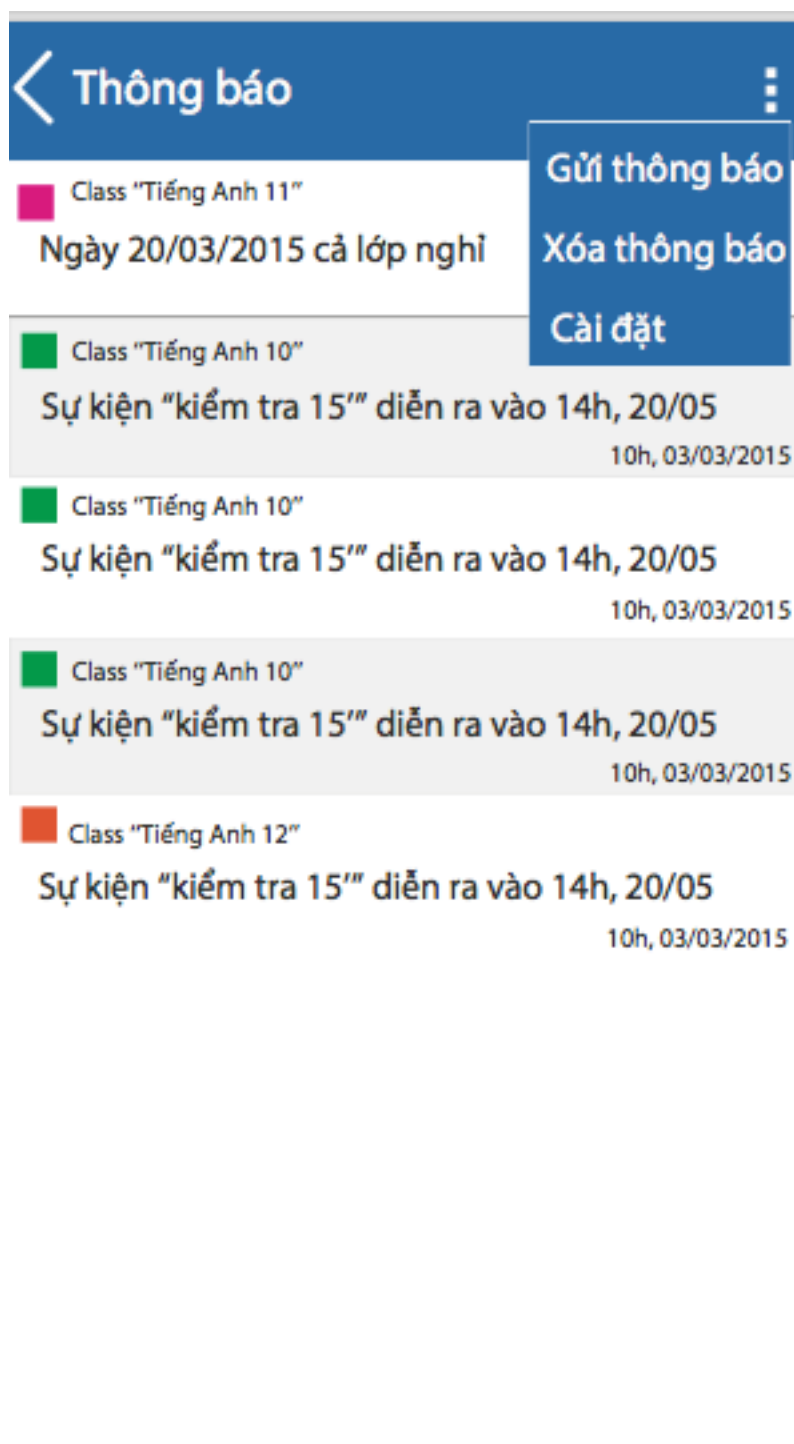 Thông báo
Gửi thông báo
Xóa thông báo
Cài đặt
Class "Tiếng Anh 11"
Ngày 20/03/2015 cả lớp nghỉ
Class "Tiếng Anh 10"
Sự kiện "kiểm tra 15'" diễn ra vào 14h, 20/05
10h, 03/03/2015
Class "Tiếng Anh 10"
Sự kiện "kiểm tra 15'" diễn ra vào 14h, 20/05
10h, 03/03/2015
Class "Tiếng Anh 10"
Sự kiện "kiểm tra 15'" diễn ra vào 14h, 20/05
10h, 03/03/2015
Class "Tiếng Anh 12"
Sự kiện "kiểm tra 15'" diễn ra vào 14h, 20/05
10h, 03/03/2015